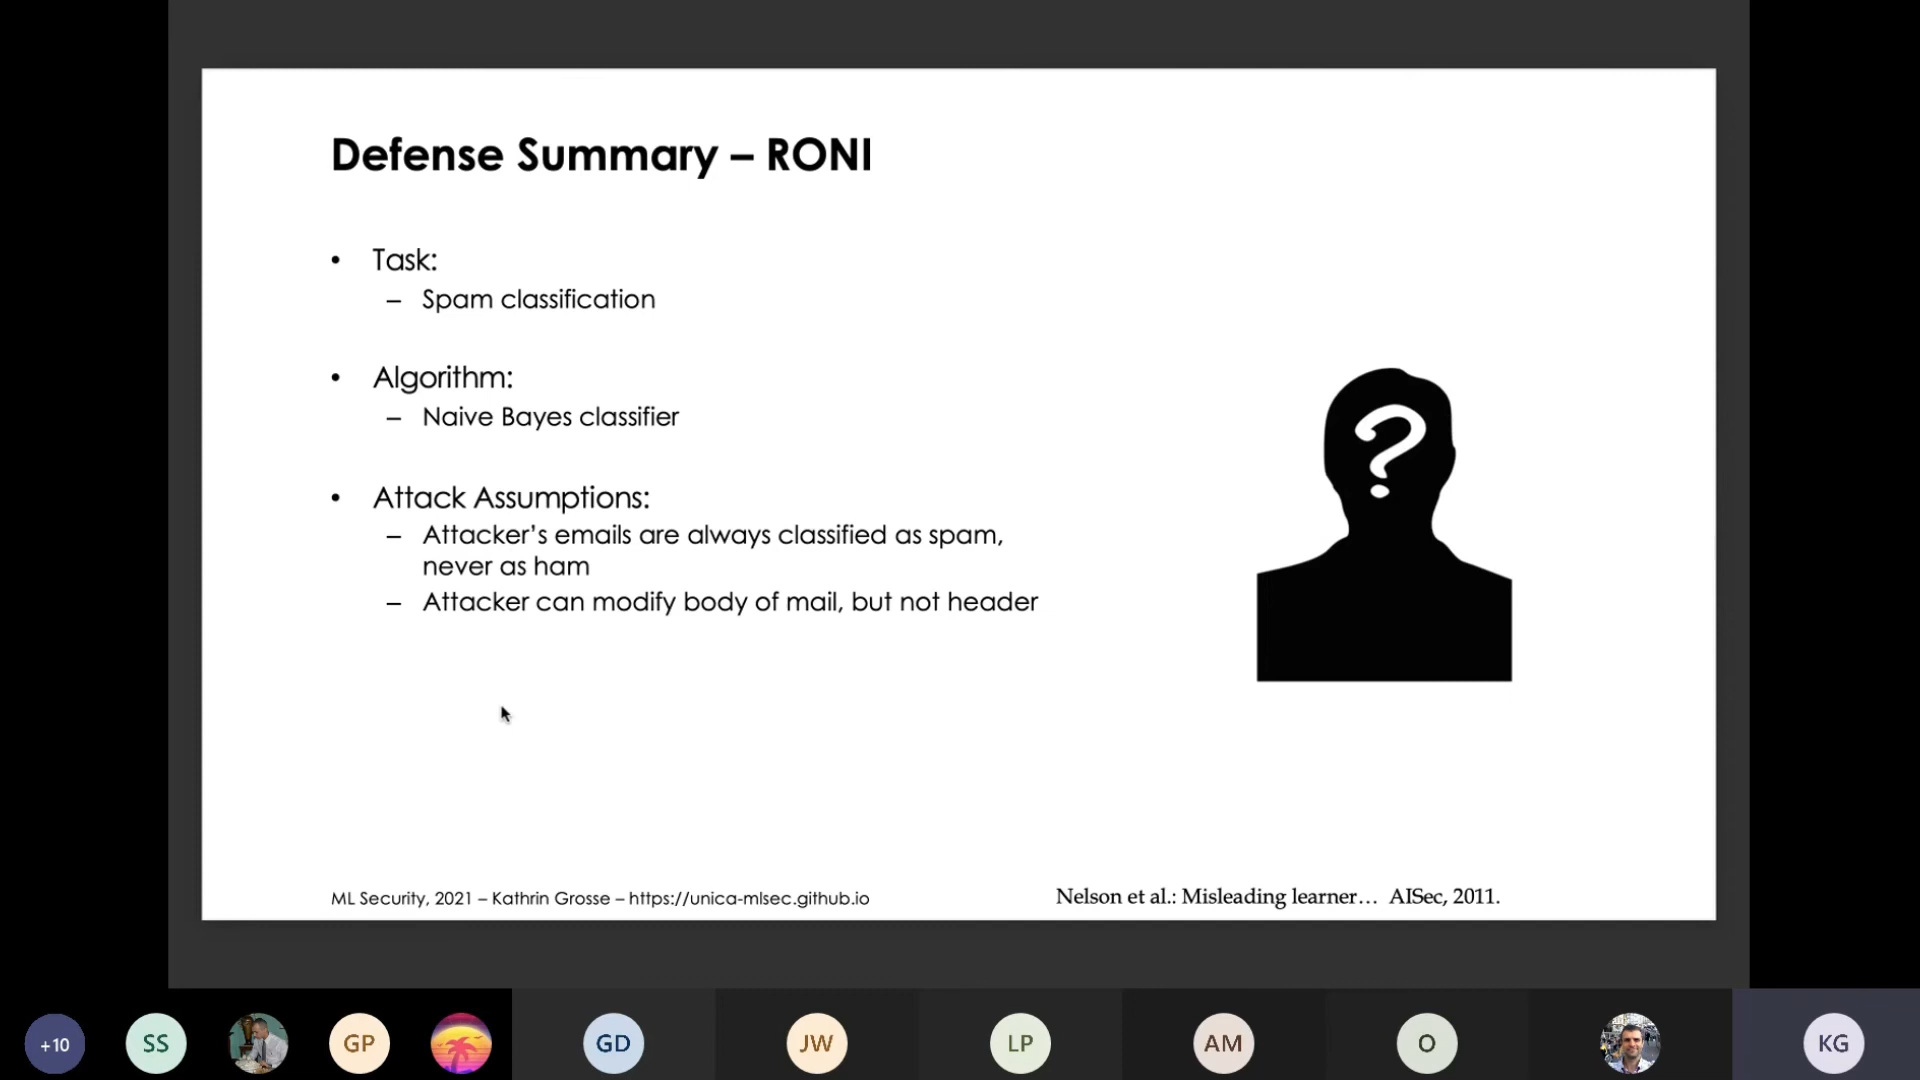 Defense Summary – RONI
• Task:
– Spam classification
• Algorithm:
– Naive Bayes classifier
• Attack Assumptions:
– Attacker’s emails are always classified as spam,
never as ham
– Attacker can modify body of mail, but not header
?
ML Security, 2021 – Kathrin Grosse – https://unica-mlsec.github.io
Nelson et al.: Misleading learner… AISec, 2011.
+10
SS
GP
GD
JW
LP
AM
O
KG